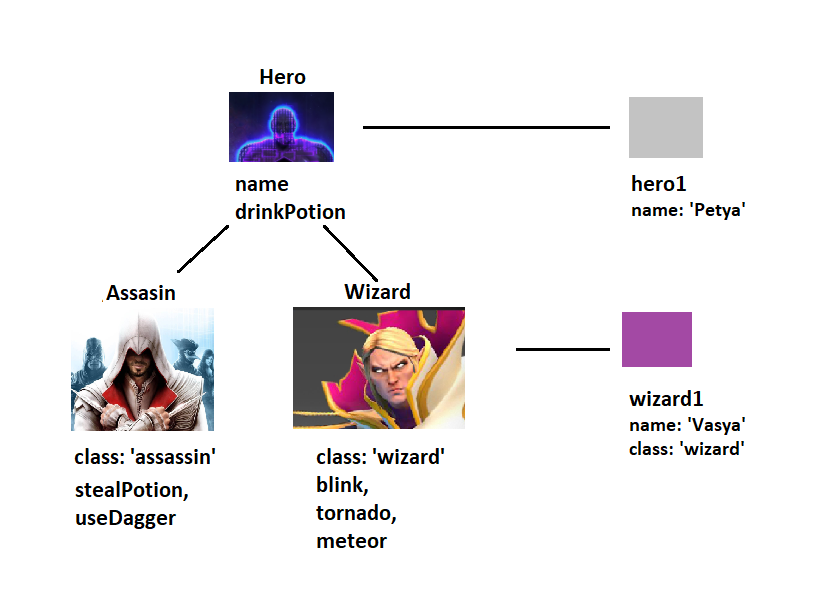 Hero
name
drinkPotion
hero1
name: 'Petya'
Assasin
class: 'assassin'
stealPotion,
useDagger
Wizard
class: 'wizard'
blink,
tornado,
meteor
wizard1
name: 'Vasya'
class: 'wizard'